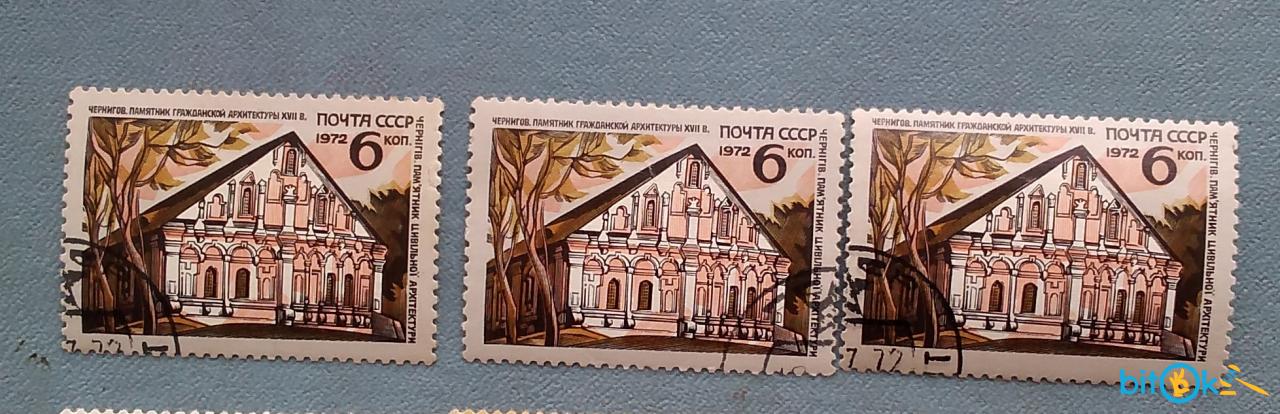 ЧЕРНИГОВ. ПАМЯТНИК ГРАЖДАНСКОЙ АРХИТЕКТУРЫ XVII В.
ПОЧТА СССР
1972 6 КОП.
ЧЕРНІГІВ. ПАМ'ЯТНИК ЦИВІЛЬНОЇ АРХІТЕКТУРИ
ЧЕРНИГОВ. ПАМЯТНИК ГРАЖДАНСКОЙ АРХИТЕКТУРЫ XVII В.
ПОЧТА СССР
1972 6 КОП.
ЧЕРНІГІВ. ПАМ'ЯТНИК ЦИВІЛЬНОЇ АРХІТЕКТУРИ
ЧЕРНИГОВ. ПАМЯТНИК ГРАЖДАНСКОЙ АРХИТЕКТУРЫ XVII В.
ПОЧТА СССР
1972 6 КОП.
ЧЕРНІГІВ. ПАМ'ЯТНИК ЦИВІЛЬНОЇ АРХІТЕКТУРИ
bitOk